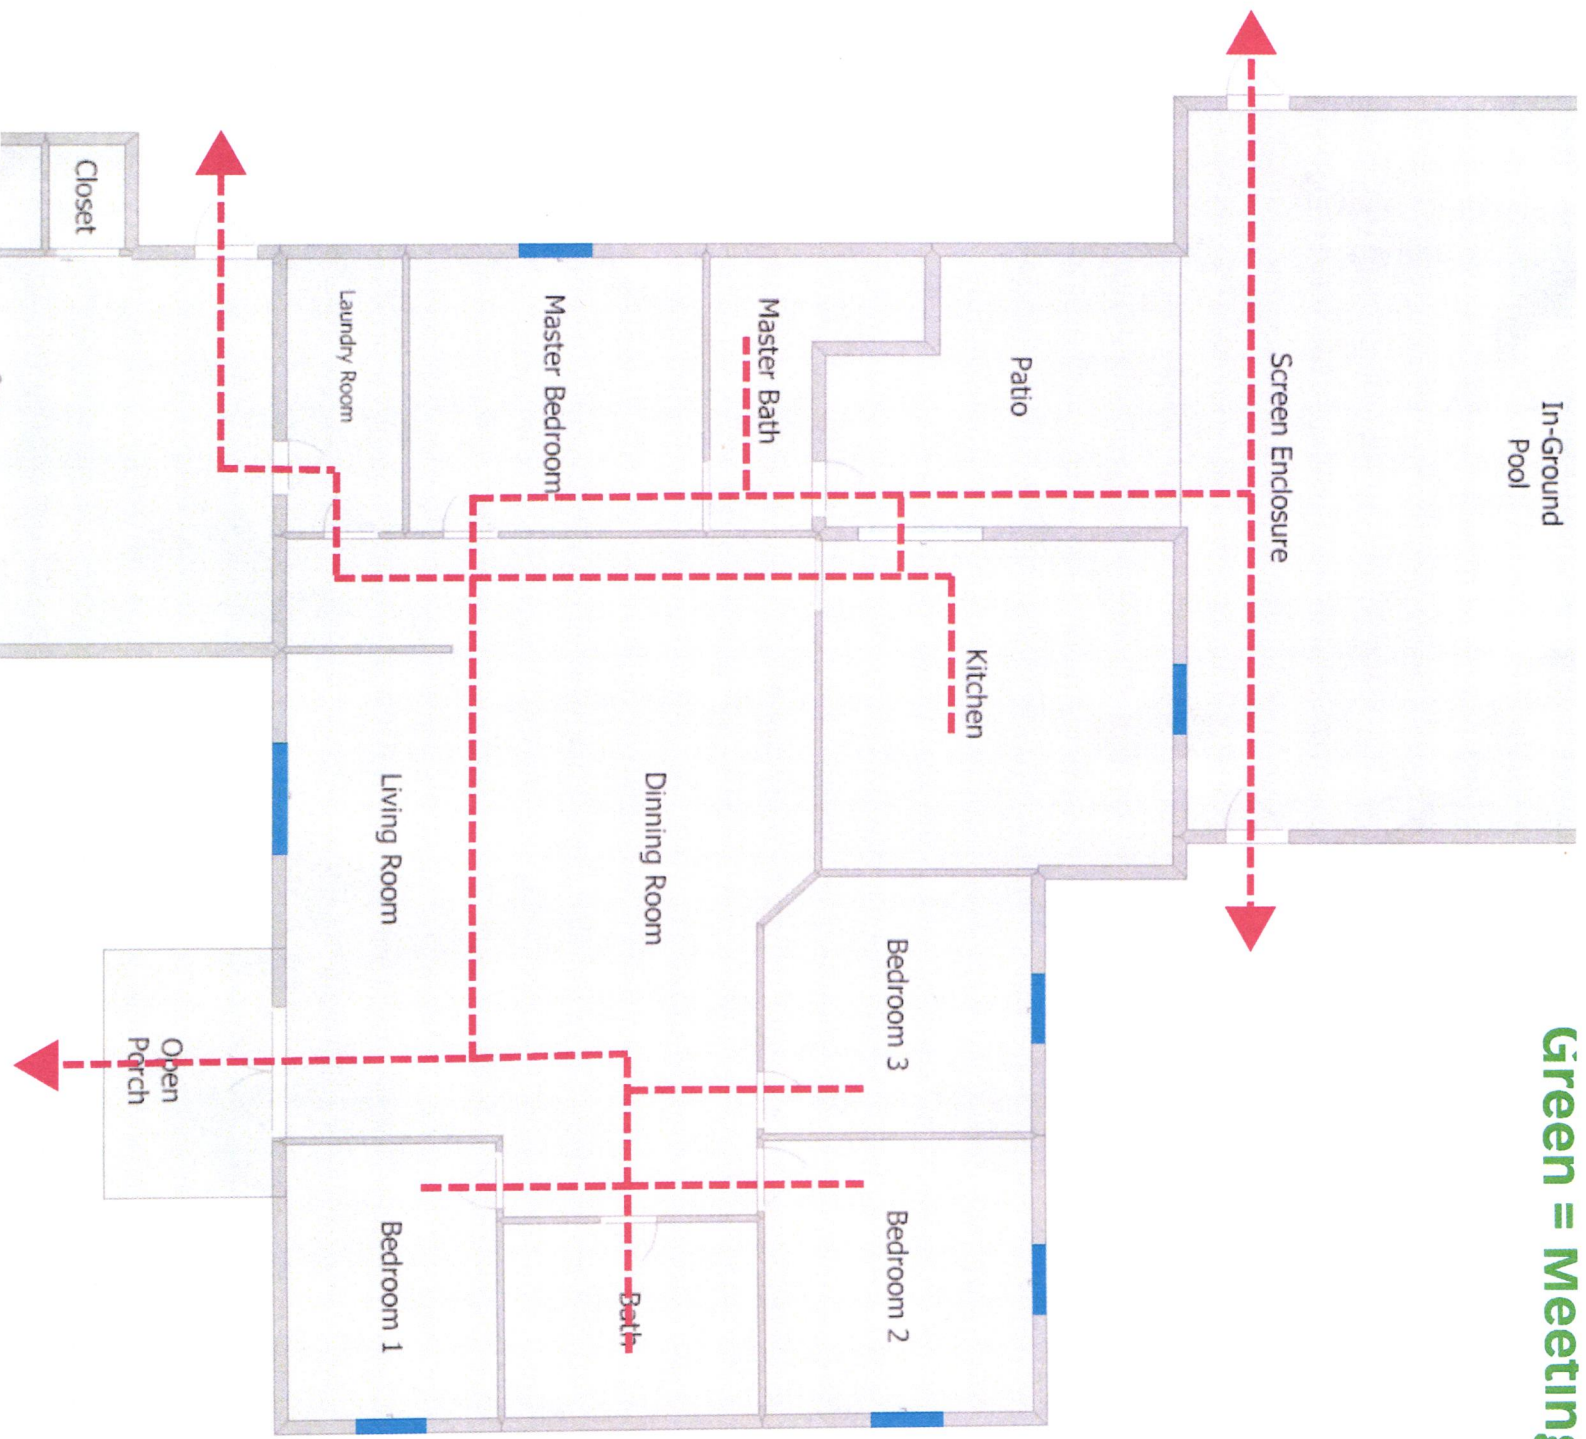 Green = Meeting
In-Ground
Pool
Screen Enclosure
Patio
Kitchen
Bedroom 3
Bedroom 2
Master Bath
Dinning Room
Bath
Master Bedroom
Living Room
Bedroom 1
Laundry Room
Open
Porch
Closet